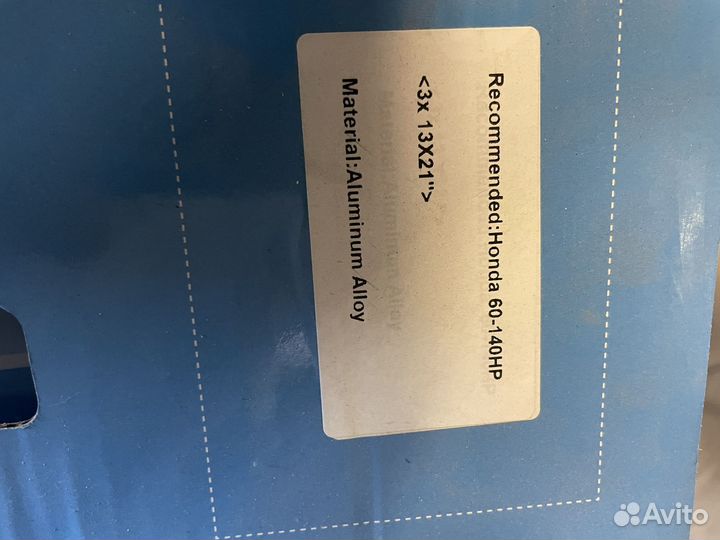 Recommended:Honda 60-140HP
<3x 13X21">
Material:Aluminum Alloy
Avito